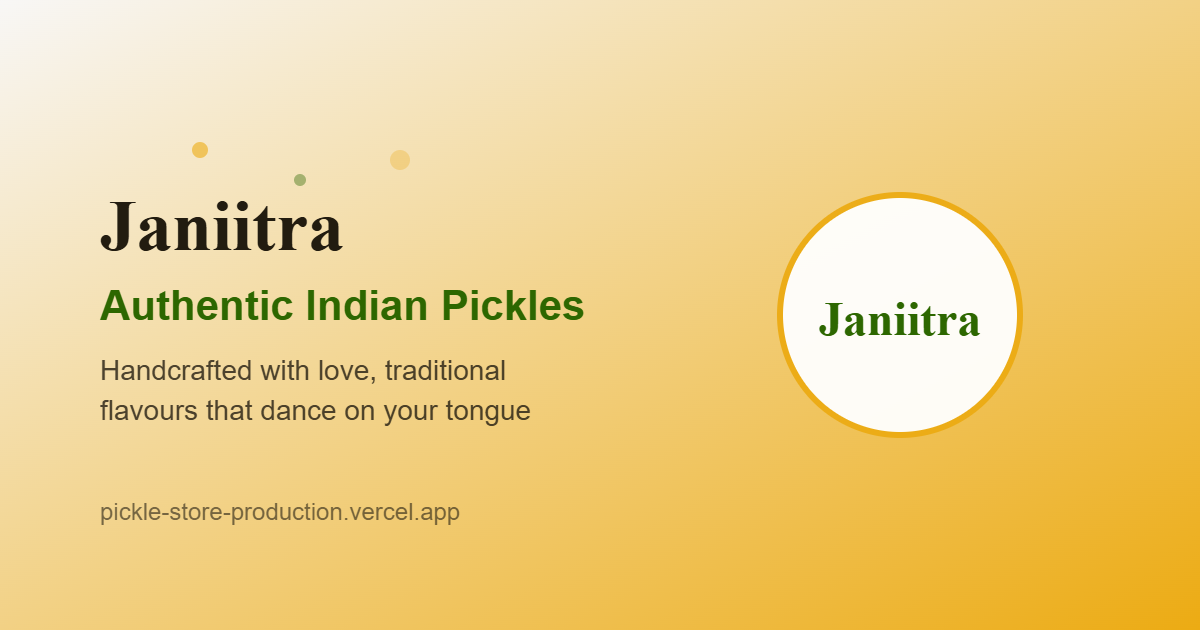 Janiitra
Authentic Indian Pickles
Handcrafted with love, traditional
flavours that dance on your tongue
pickle-store-production.vercel.app
Janiitra